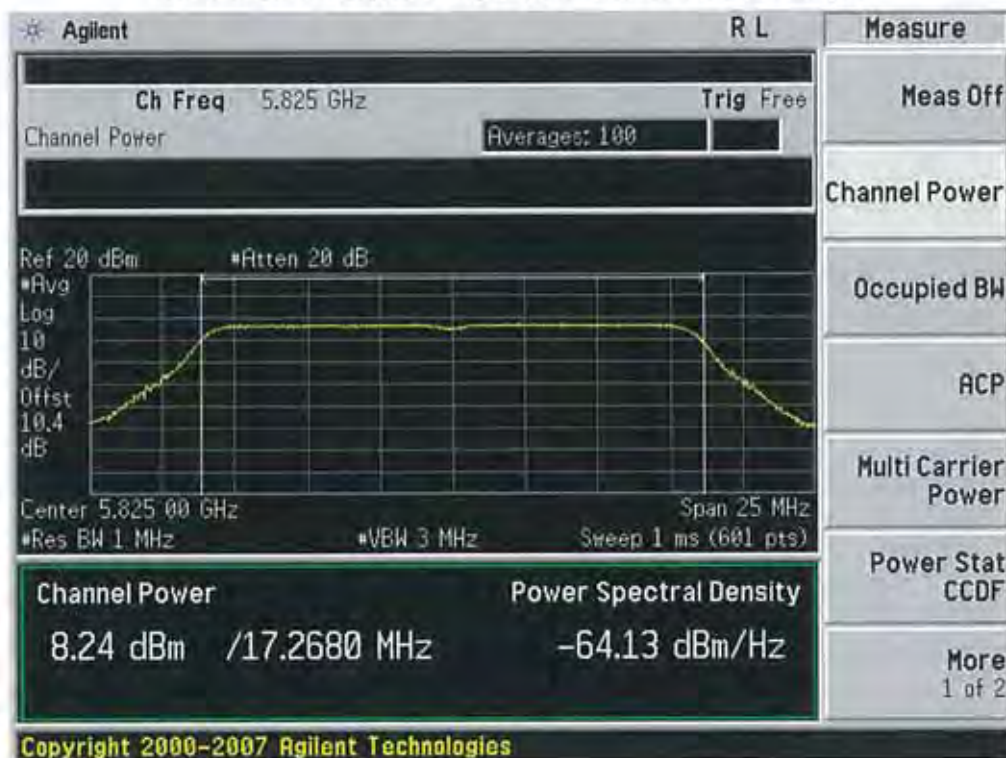 Agilent
R L
Measure
Ch Freq 5.825 GHz
Trig Free
Meas Off
Channel Power
Averages: 100
Channel Power
Ref 20 dBm
#Atten 20 dB
#Avg
Log
10
dB/
Offst
10.4
dB
Occupied BW
ACP
Multi Carrier
Power
Center 5.825 00 GHz
Span 25 MHz
#Res BW 1 MHz
#VBW 3 MHz
Sweep 1 ms (601 pts)
Power Stat
CCDF
Channel Power
Power Spectral Density
8.24 dBm /17.2680 MHz
-64.13 dBm/Hz
More
1 of 2
Copyright 2000-2007 Agilent Technologies